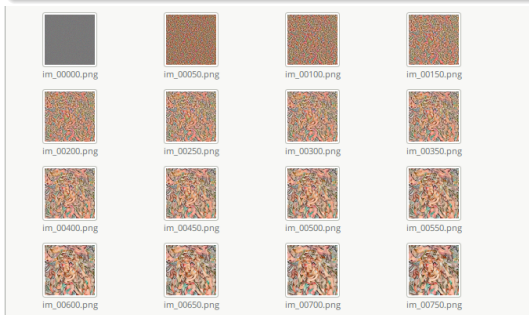 im_00000.png im_00050.png im_00100.png im_00150.png
im_00200.png im_00250.png im_00300.png im_00350.png
im_00400.png im_00450.png im_00500.png im_00550.png
im_00600.png im_00650.png im_00700.png im_00750.png